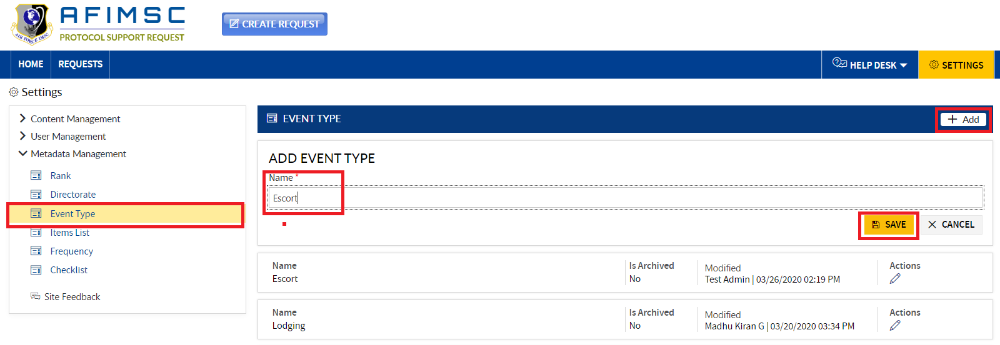 AFIMSC
PROTOCOL SUPPORT REQUEST
AIR FORCE IMSC
CREATE REQUEST
HOME
REQUESTS
HELP DESK
SETTINGS
Settings
Content Management
User Management
Metadata Management
Rank
Directorate
Event Type
Items List
Frequency
Checklist
Site Feedback
EVENT TYPE
+ Add
ADD EVENT TYPE
Name *
Escort
SAVE
CANCEL
Name
Escort
Is Archived
No
Modified
Test Admin | 03/26/2020 02:19 PM
Actions
Name
Lodging
Is Archived
No
Modified
Madhu Kiran G | 03/20/2020 03:34 PM
Actions